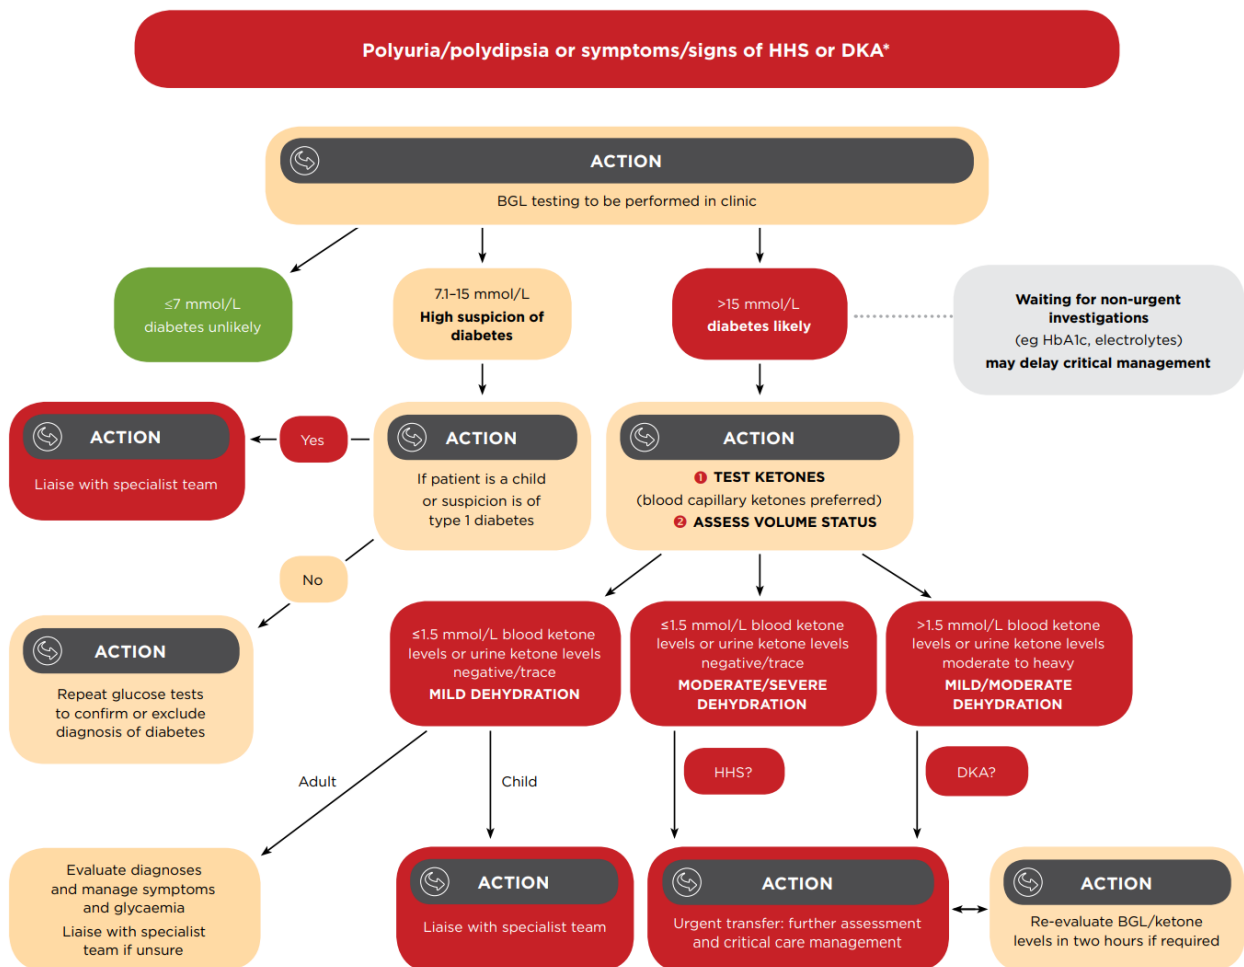 Polyuria/polydipsia or symptoms/signs of HHS or DKA*
ACTION
BGL testing to be performed in clinic
≤7 mmol/L
diabetes unlikely
7.1–15 mmol/L
High suspicion of
diabetes
>15 mmol/L
diabetes likely
Waiting for non-urgent
investigations
(eg HbA1c, electrolytes)
may delay critical management
ACTION
Liaise with specialist team
Yes
ACTION
If patient is a child
or suspicion is of
type 1 diabetes
ACTION
1 TEST KETONES
(blood capillary ketones preferred)
2 ASSESS VOLUME STATUS
No
ACTION
Repeat glucose tests
to confirm or exclude
diagnosis of diabetes
≤1.5 mmol/L blood ketone
levels or urine ketone levels
negative/trace
MILD DEHYDRATION
≤1.5 mmol/L blood ketone
levels or urine ketone levels
negative/trace
MODERATE/SEVERE
DEHYDRATION
>1.5 mmol/L blood ketone
levels or urine ketone levels
moderate to heavy
MILD/MODERATE
DEHYDRATION
Adult
Child
HHS?
DKA?
Evaluate diagnoses
and manage symptoms
and glycaemia
Liaise with specialist
team if unsure
ACTION
Liaise with specialist team
ACTION
Urgent transfer: further assessment
and critical care management
ACTION
Re-evaluate BGL/ketone
levels in two hours if required